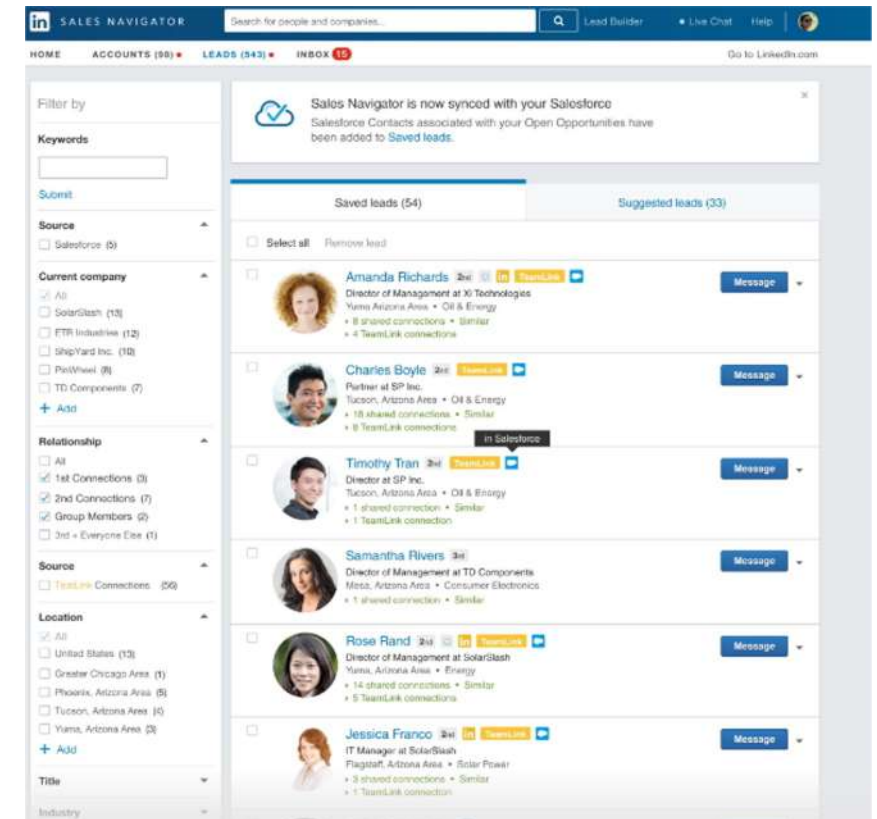 in SALES NAVIGATOR
Search for people and companies...
Lead Builder
Live Chat
Help
HOME
ACCOUNTS (98)
LEADS (543)
INBOX 15
Go to LinkedIn.com
Filter by
Keywords
Submit
Source
Salesforce (5)
Current company
All
SolarSlash (13)
ETR Industries (12)
ShipYard Inc. (10)
PinWheel (8)
TD Components (7)
+ Add
Relationship
All
1st Connections (3)
2nd Connections (7)
Group Members (2)
3rd + Everyone Else (1)
Source
TeamLink Connections (56)
Location
All
United States (13)
Greater Chicago Area (1)
Phoenix, Arizona Area (5)
Tucson, Arizona Area (4)
Yuma, Arizona Area (3)
+ Add
Title
Industry
Sales Navigator is now synced with your Salesforce
Salesforce Contacts associated with your Open Opportunities have
been added to Saved leads.
×
Saved leads (54)
Suggested leads (33)
Select all Remove lead
Amanda Richards 2nd in TeamLink
Director of Management at Xi Technologies
Yuma Arizona Area • Oil & Energy
8 shared connections • Similar
4 TeamLink connections
Message
Charles Boyle 2nd TeamLink
Partner at SP Inc.
Tucson, Arizona Area • Oil & Energy
18 shared connections • Similar
8 TeamLink connections
Message
in Salesforce
Timothy Tran 2nd TeamLink
Director at SP Inc.
Tucson, Arizona Area • Oil & Energy
1 shared connection • Similar
1 TeamLink connection
Message
Samantha Rivers
Director of Management at TD Components
Mesa, Arizona Area • Consumer Electronics
1 shared connection • Similar
Message
Rose Rand 2nd in TeamLink
Director of Management at SolarSlash
Yuma, Arizona Area • Energy
14 shared connections • Similar
5 TeamLink connections
Message
Jessica Franco 2nd in TeamLink
IT Manager at SolarSlash
Flagstaff, Arizona Area • Solar Power
3 shared connections • Similar
1 TeamLink connection
Message